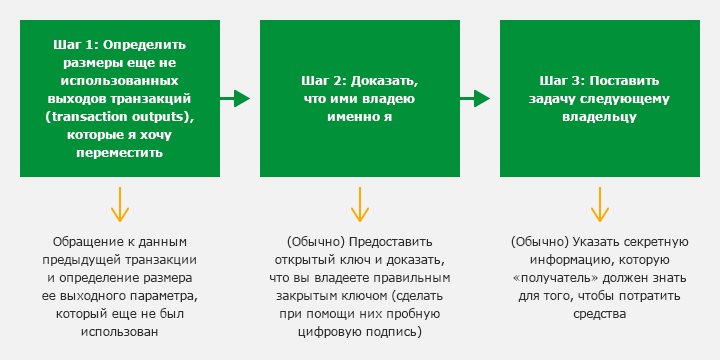 Шаг 1: Определить
размеры еще не
использованных
выходов транзакций
(transaction outputs),
которые я хочу
переместить
Шаг 2: Доказать,
что ими владею
именно я
Шаг 3: Поставить
задачу следующему
владельцу
Обращение к данным
предыдущей транзакции
и определение размера
ее выходного параметра,
который еще не был
использован
(Обычно) Предоставить
открытый ключ и доказать,
что вы владеете правильным
закрытым ключом (сделать
при помощи них пробную
цифровую подпись)
(Обычно) Указать секретную
информацию, которую
«получатель» должен знать
для того, чтобы потратить
средства